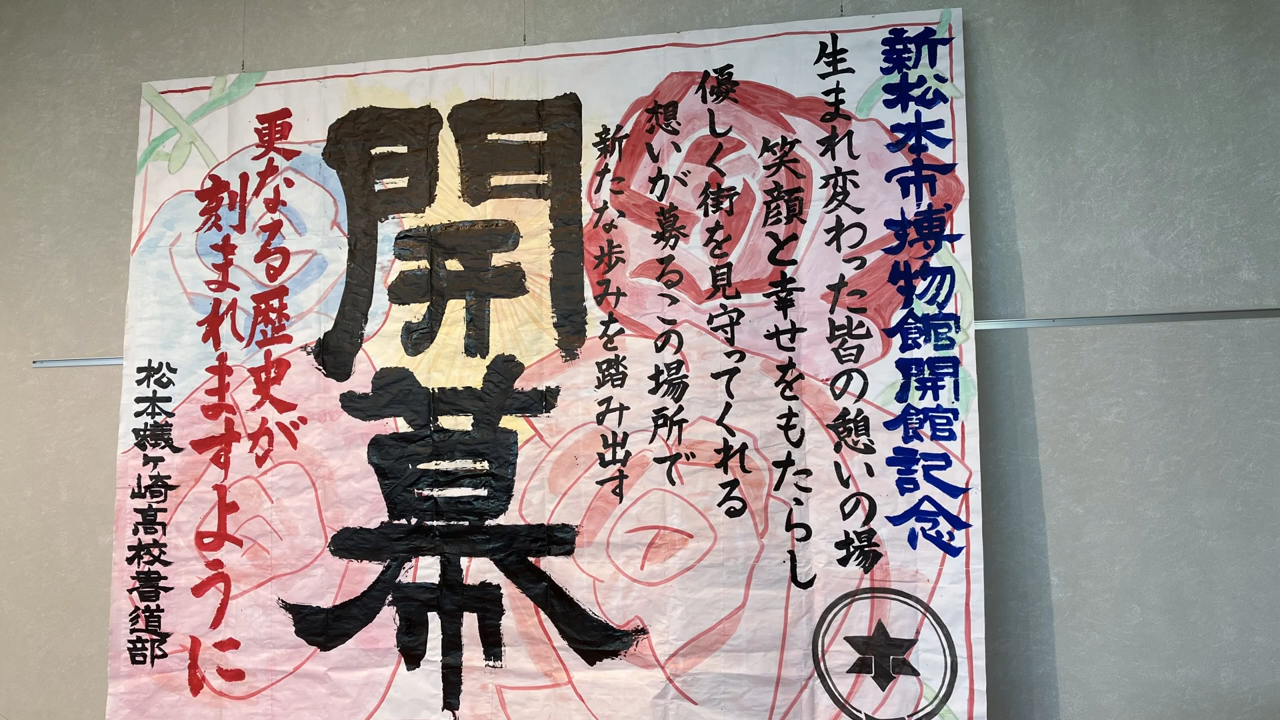 新松本市博物館開館記念
生まれ変わった皆の憩いの場
笑顔と幸せをもたらし
優しく街を見守ってくれる
想いが募るこの場所で
新たな歩みを踏み出す
開幕
更なる歴史が
刻まれますように
松本蟻ヶ崎高校書道部
本